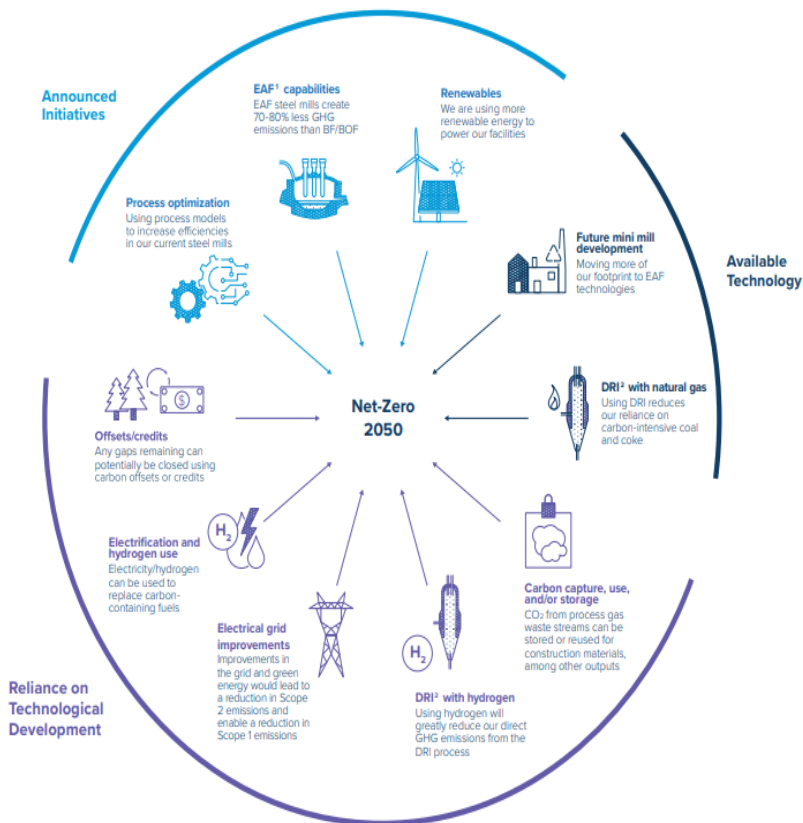 Announced
Initiatives
EAF¹ capabilities
EAF steel mills create
70-80% less GHG
emissions than BF/BOF
Renewables
We are using more
renewable energy to
power our facilities
Process optimization
Using process models
to increase efficiencies
in our current steel mills
Future mini mill
development
Moving more of
our footprint to EAF
technologies
Available
Technology
Net-Zero
2050
DRI² with natural gas
Using DRI reduces
our reliance on
carbon-intensive coal
and coke
$
Offsets/credits
Any gaps remaining can
potentially be closed using
carbon offsets or credits
H₂
Electrification and
hydrogen use
Electricity/hydrogen
can be used to
replace carbon-
containing fuels
Carbon capture, use,
and/or storage
CO₂ from process gas
waste streams can be
stored or reused for
construction materials,
among other outputs
Electrical grid
improvements
Improvements in
the grid and green
energy would lead to
a reduction in Scope
2 emissions and
enable a reduction in
Scope 1 emissions
H₂
DRI² with hydrogen
Using hydrogen will
greatly reduce our direct
GHG emissions from the
DRI process
Reliance on
Technological
Development